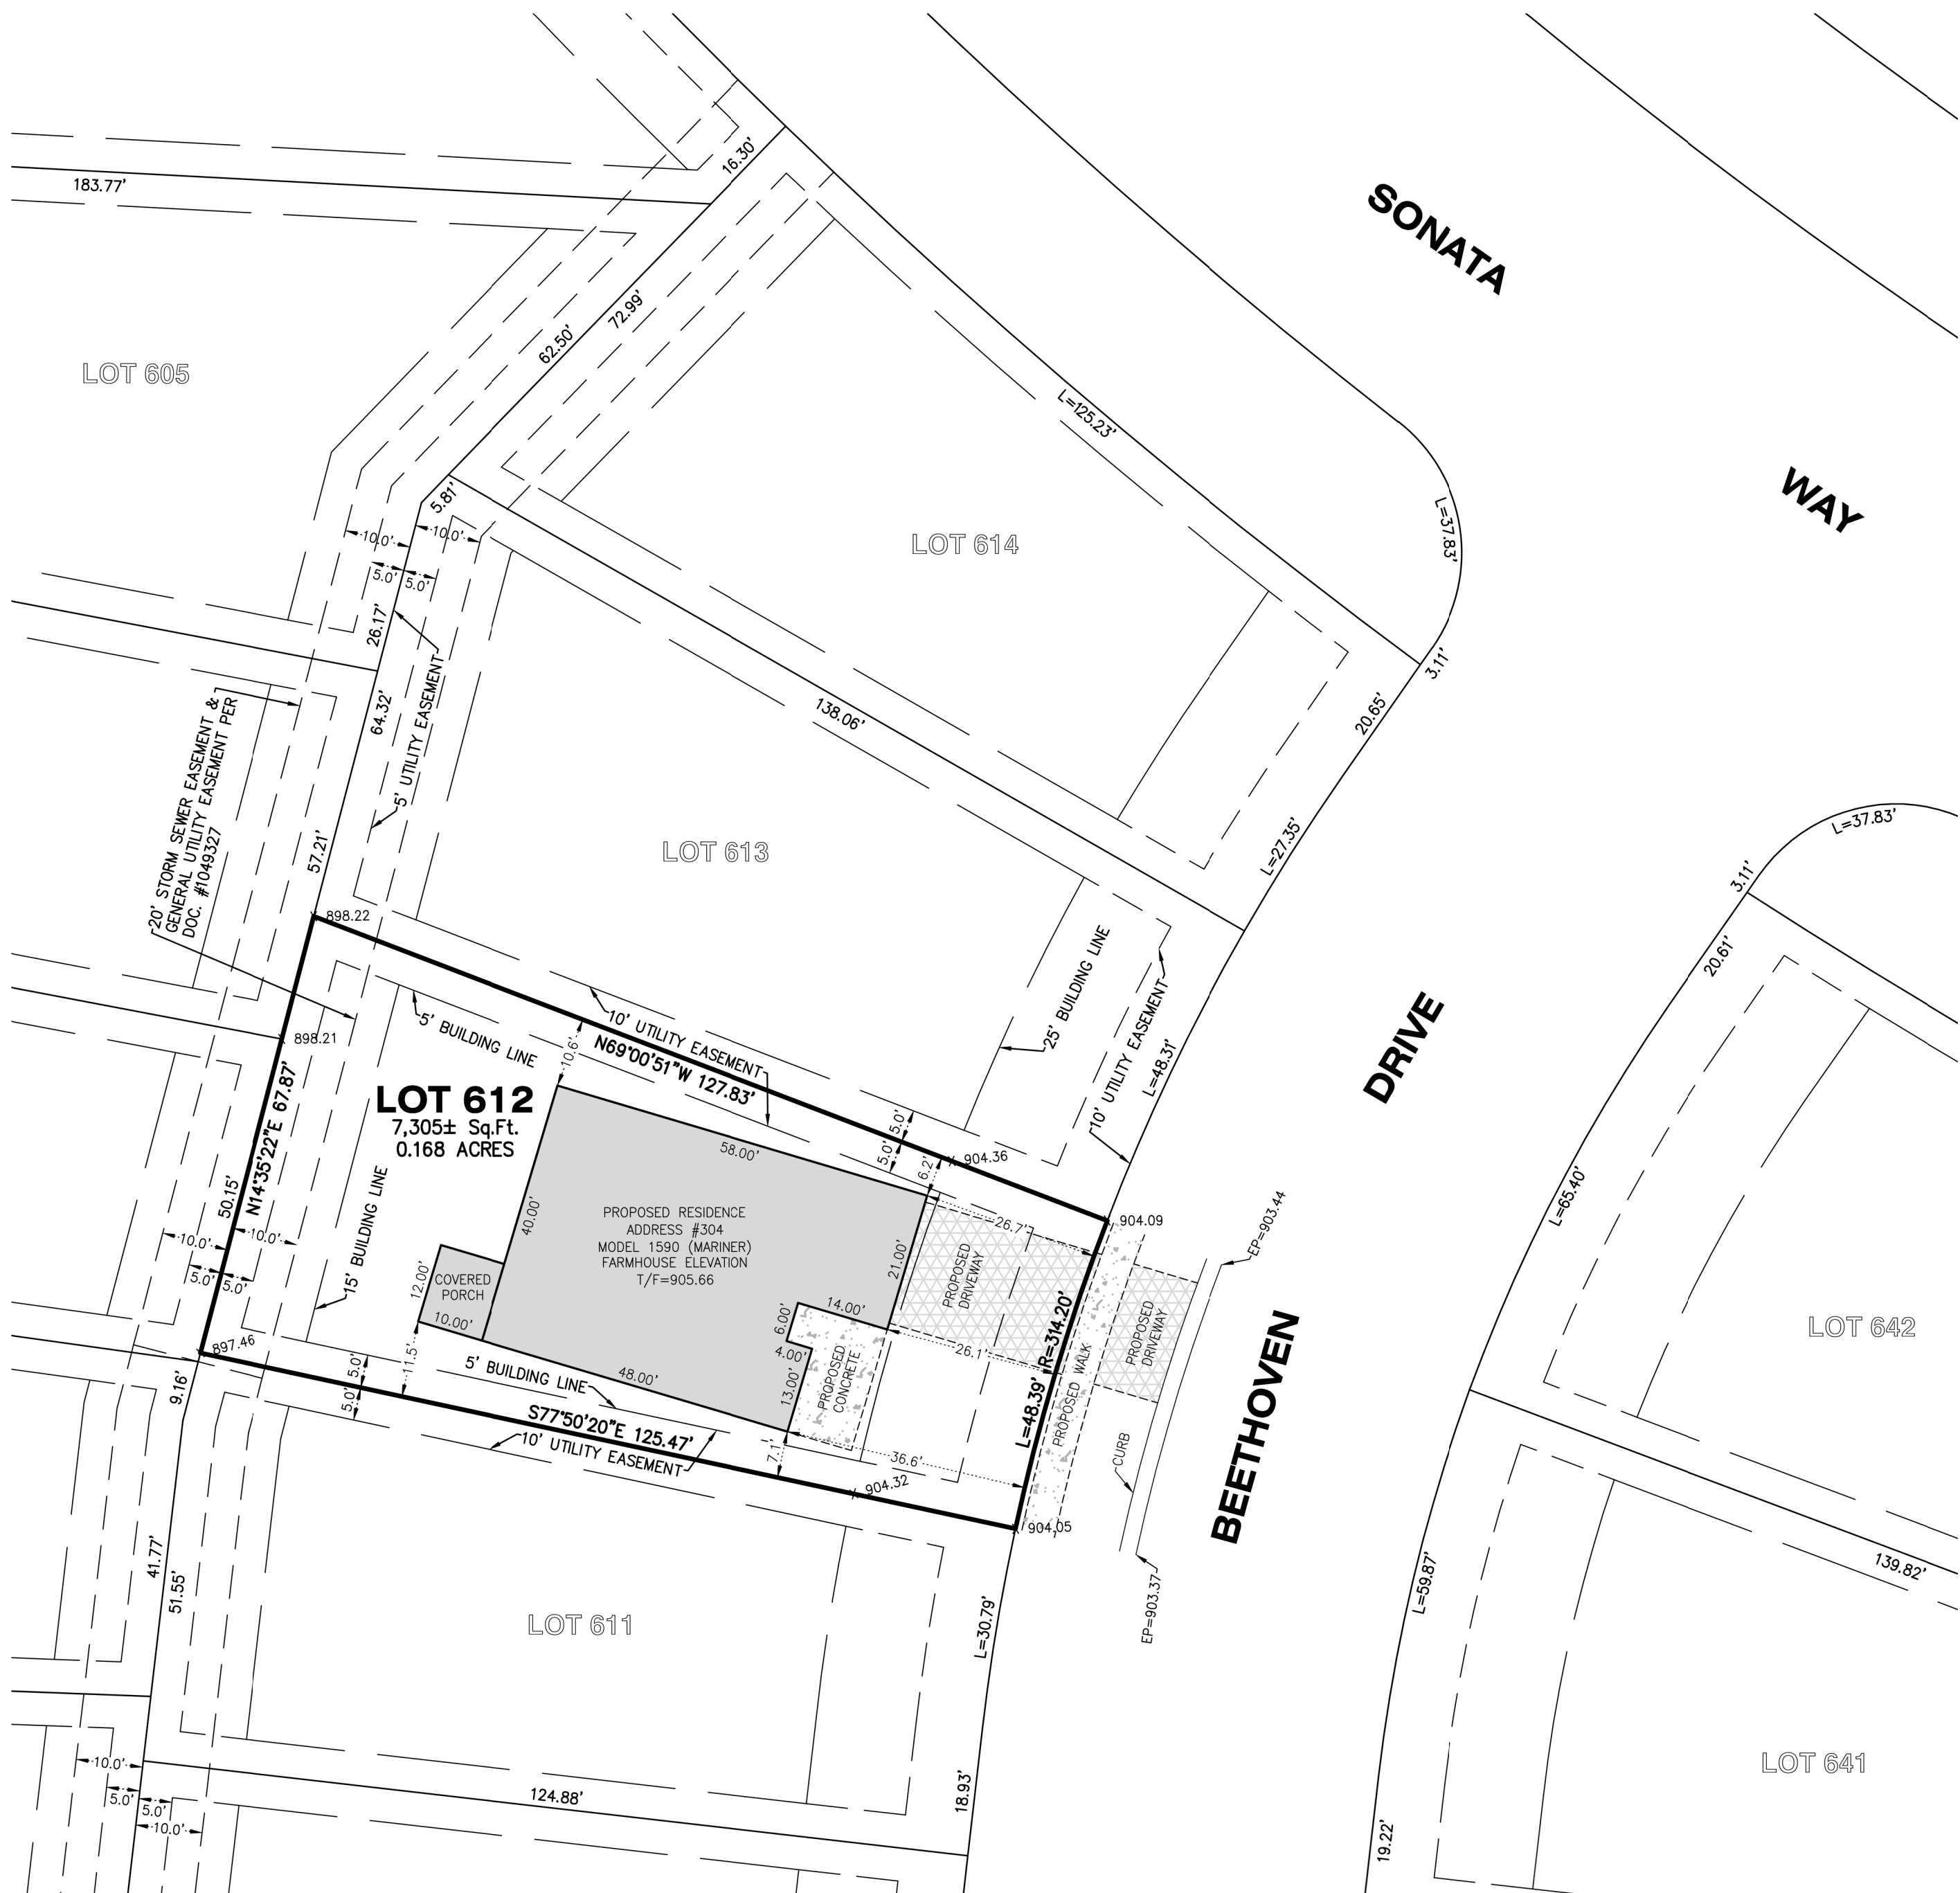 16.30'
183.77'
SONATA
WAY
72.99'
62.50'
LOT 605
L=125.23'
L=37.83'
5.81'
10.0'
10.0'
5.0'
5.0'
LOT 614
26.17'
64.32'
5' UTILITY EASEMENT
3.11'
20.65'
138.06'
20' STORM SEWER EASEMENT &
GENERAL UTILITY EASEMENT PER
DOC. #1049327
57.21'
LOT 613
L=27.35'
L=37.83'
3.11'
20.61'
898.22
898.21
25' BUILDING LINE
10' UTILITY EASEMENT
L=48.31'
DRIVE
5' BUILDING LINE
10' UTILITY EASEMENT
N69°00'51"W 127.83'
10.6'
LOT 612
7,305± Sq.Ft.
0.168 ACRES
N14°35'22"E 67.87'
50.15'
5.0'
5.0'
6.2'
904.36
904.09
58.00'
40.00'
PROPOSED RESIDENCE
ADDRESS #304
MODEL 1590 (MARINER)
FARMHOUSE ELEVATION
T/F=905.66
26.7'
21.00'
PROPOSED
DRIVEWAY
EP=903.44
L=65.40'
10.0'
10.0'
5.0'
5.0'
15' BUILDING LINE
12.00'
COVERED
PORCH
10.00'
14.00'
6.00'
4.00'
13.00'
PROPOSED
CONCRETE
26.1'
R=314.20'
L=48.39'
PROPOSED WALK
PROPOSED
DRIVEWAY
BEETHOVEN
LOT 642
897.46
9.16'
5.0'
5.0'
11.5'
5' BUILDING LINE
48.00'
S77°50'20"E 125.47'
10' UTILITY EASEMENT
7.1'
36.6'
904.32
904.05
CURB
EP=903.37
41.77'
51.55'
LOT 611
L=30.79'
L=59.87'
139.82'
LOT 641
10.0'
5.0'
5.0'
10.0'
124.88'
18.93'
19.22'